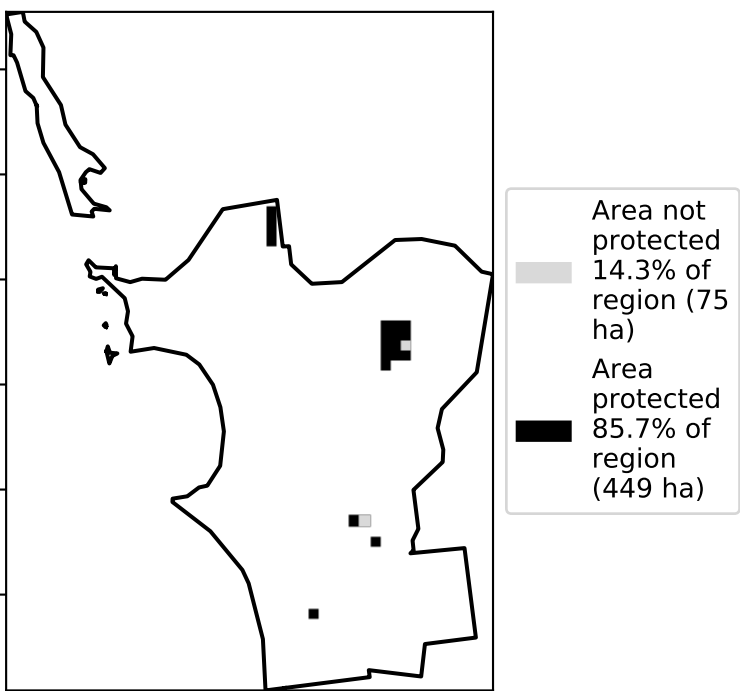 Area not
protected
14.3% of
region (75
ha)
Area
protected
85.7% of
region
(449 ha)